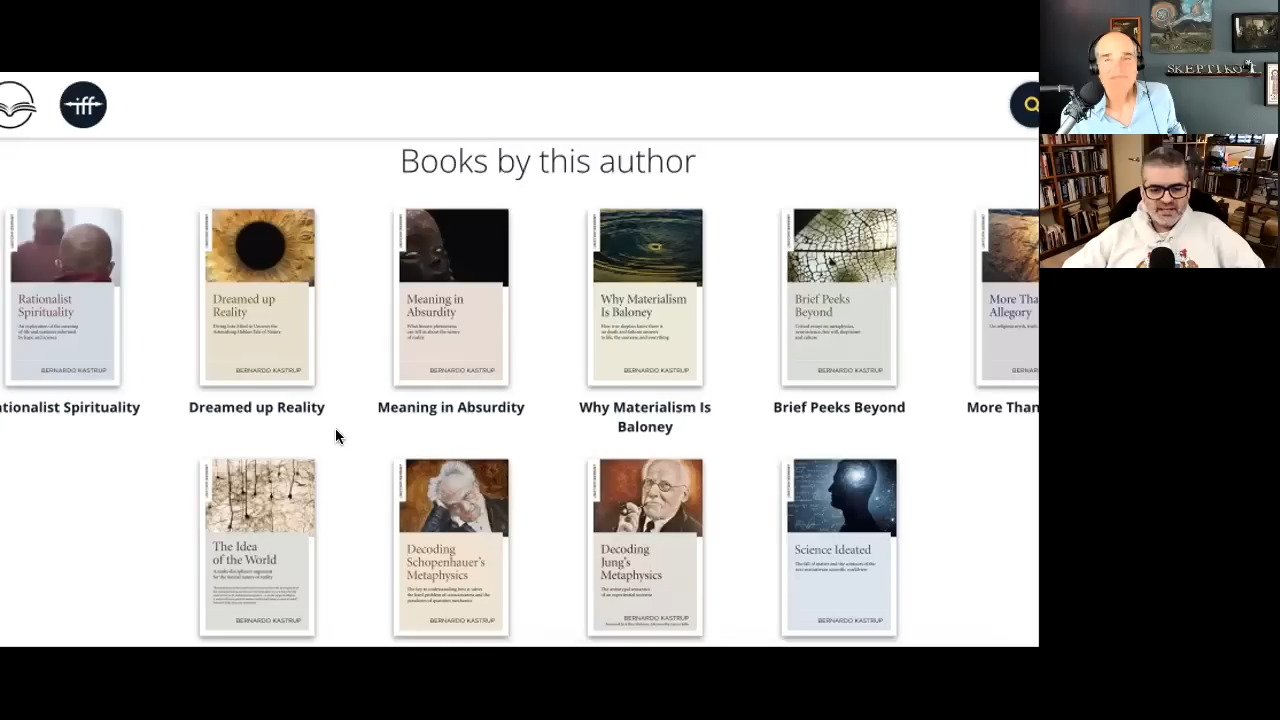 iff
SKEPTIKO
Books by this author
Rationalist
Spirituality
BERNARDO KASTRUP
Dreamed up
Reality
BERNARDO KASTRUP
Meaning in
Absurdity
BERNARDO KASTRUP
Why Materialism
Is Baloney
BERNARDO KASTRUP
Brief Peeks
Beyond
BERNARDO KASTRUP
More Tha
Allegory
ationalist Spirituality
Dreamed up Reality
Meaning in Absurdity
Why Materialism Is
Baloney
Brief Peeks Beyond
More Than
The Idea
of the World
BERNARDO KASTRUP
Decoding
Schopenhauer's
Metaphysics
BERNARDO KASTRUP
Decoding
Jung's
Metaphysics
BERNARDO KASTRUP
Science Ideated
BERNARDO KASTRUP